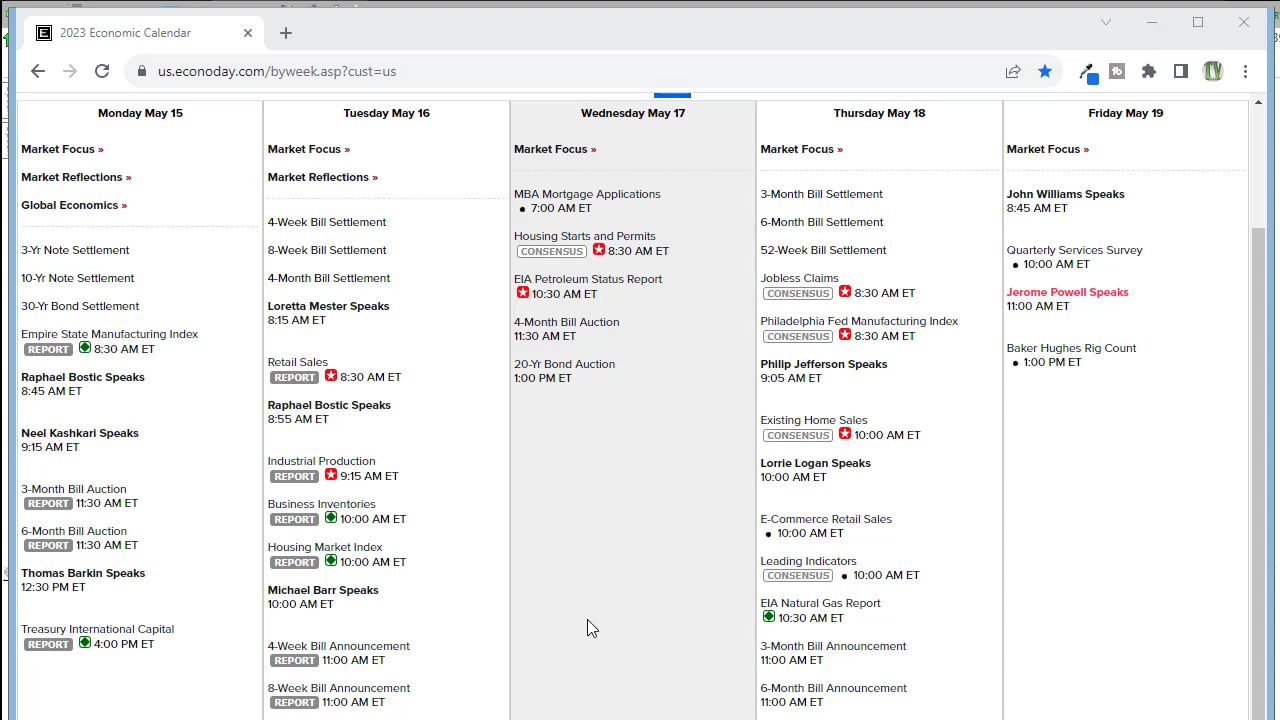 2023 Economic Calendar
us.econoday.com/byweek.asp?cust=us
Monday May 15
Market Focus »
Market Reflections »
Global Economics »
3-Yr Note Settlement
10-Yr Note Settlement
30-Yr Bond Settlement
Empire State Manufacturing Index
REPORT 8:30 AM ET
Raphael Bostic Speaks
8:45 AM ET
Neel Kashkari Speaks
9:15 AM ET
3-Month Bill Auction
REPORT 11:30 AM ET
6-Month Bill Auction
REPORT 11:30 AM ET
Thomas Barkin Speaks
12:30 PM ET
Treasury International Capital
REPORT 4:00 PM ET
Tuesday May 16
Market Focus »
Market Reflections »
4-Week Bill Settlement
8-Week Bill Settlement
4-Month Bill Settlement
Loretta Mester Speaks
8:15 AM ET
Retail Sales
REPORT 8:30 AM ET
Raphael Bostic Speaks
8:55 AM ET
Industrial Production
REPORT 9:15 AM ET
Business Inventories
REPORT 10:00 AM ET
Housing Market Index
REPORT 10:00 AM ET
Michael Barr Speaks
10:00 AM ET
4-Week Bill Announcement
REPORT 11:00 AM ET
8-Week Bill Announcement
REPORT 11:00 AM ET
Wednesday May 17
Market Focus »
MBA Mortgage Applications
• 7:00 AM ET
Housing Starts and Permits
CONSENSUS 8:30 AM ET
EIA Petroleum Status Report
10:30 AM ET
4-Month Bill Auction
11:30 AM ET
20-Yr Bond Auction
1:00 PM ET
Thursday May 18
Market Focus »
3-Month Bill Settlement
6-Month Bill Settlement
52-Week Bill Settlement
Jobless Claims
CONSENSUS 8:30 AM ET
Philadelphia Fed Manufacturing Index
CONSENSUS 8:30 AM ET
Philip Jefferson Speaks
9:05 AM ET
Existing Home Sales
CONSENSUS 10:00 AM ET
Lorrie Logan Speaks
10:00 AM ET
E-Commerce Retail Sales
• 10:00 AM ET
Leading Indicators
CONSENSUS • 10:00 AM ET
EIA Natural Gas Report
10:30 AM ET
3-Month Bill Announcement
11:00 AM ET
6-Month Bill Announcement
11:00 AM ET
Friday May 19
Market Focus »
John Williams Speaks
8:45 AM ET
Quarterly Services Survey
• 10:00 AM ET
Jerome Powell Speaks
11:00 AM ET
Baker Hughes Rig Count
• 1:00 PM ET